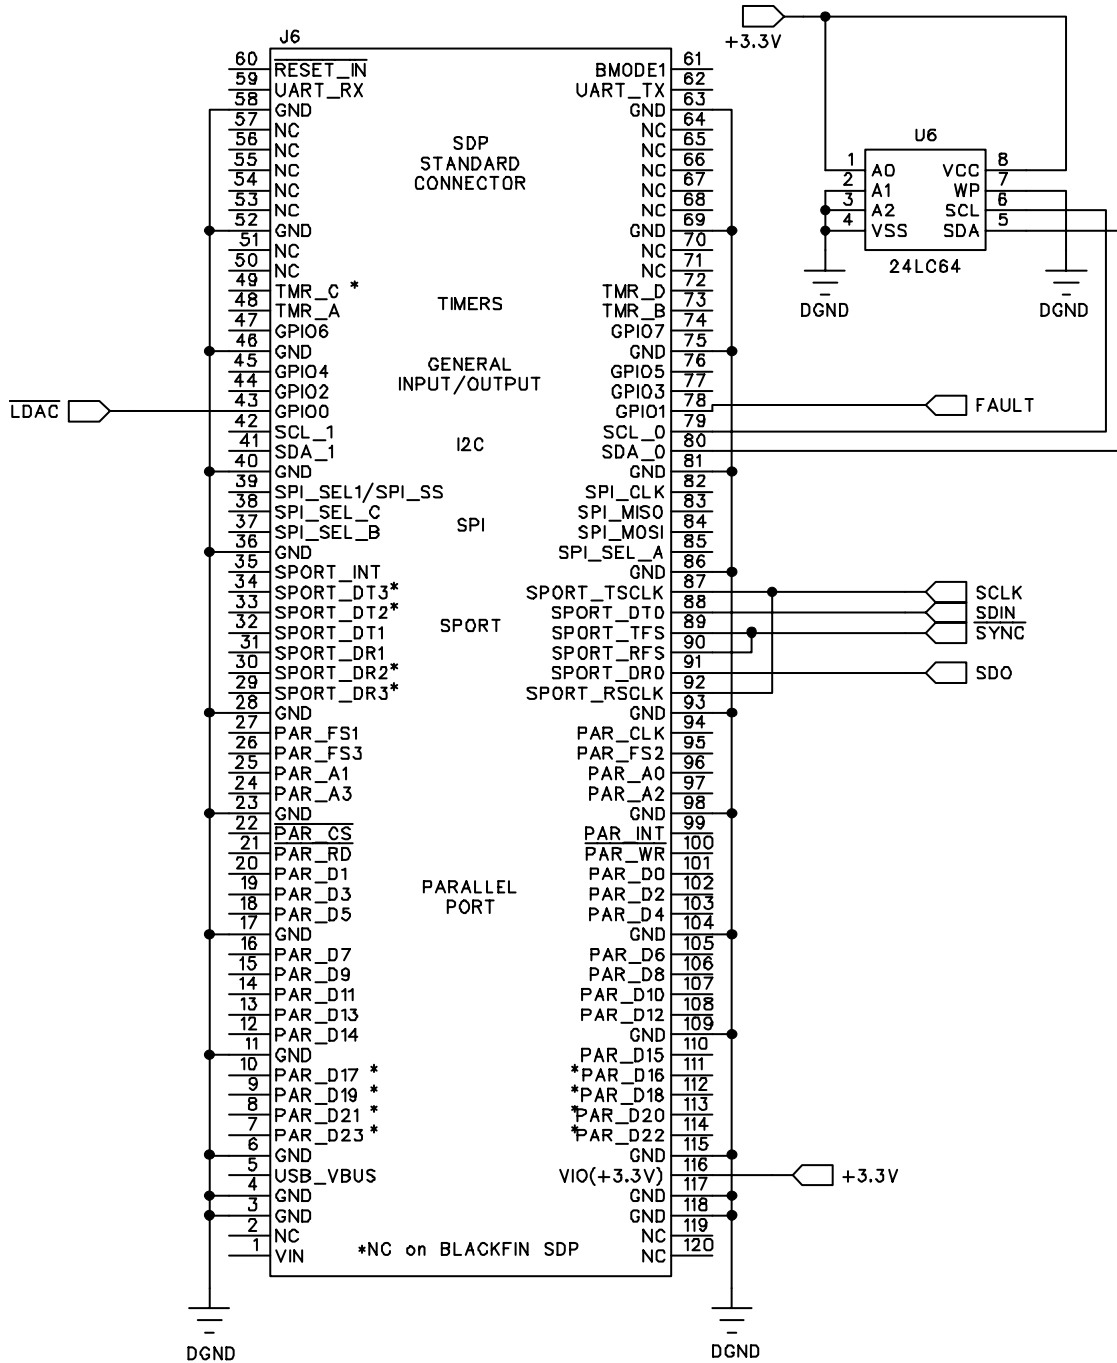 J6
+3.3V
60 RESET_IN BMODE1 61
59 UART_RX UART_TX 62
58 GND GND 63
57 NC NC 64
56 NC NC 65
55 NC NC 66
54 NC NC 67
53 NC NC 68
52 GND GND 69
51 NC NC 70
50 NC NC 71
49 TMR_C * TMR_D 72
48 TMR_A TMR_B 73
47 GPIO6 GPIO7 74
46 GND GND 75
45 GPIO4 GPIO5 76
44 GPIO2 GPIO3 77
LDAC 43 GPIO0 GPIO1 78 FAULT
42 SCL_1 SCL_0 79
41 SDA_1 SDA_0 80
40 GND GND 81
39 SPI_SEL1/SPI_SS SPI_CLK 82
38 SPI_SEL_C SPI_MISO 83
37 SPI_SEL_B SPI_MOSI 84
36 GND SPI_SEL_A 85
35 SPORT_INT GND 86
34 SPORT_DT3* SPORT_TSCLK 87 SCLK
33 SPORT_DT2* SPORT_DT0 88 SDIN
32 SPORT_DT1 SPORT_TFS 89 SYNC
31 SPORT_DR1 SPORT_RFS 90
30 SPORT_DR2* SPORT_DR0 91 SDO
29 SPORT_DR3* SPORT_RSCLK 92
28 GND GND 93
27 PAR_FS1 PAR_CLK 94
26 PAR_FS3 PAR_FS2 95
25 PAR_A1 PAR_A0 96
24 PAR_A3 PAR_A2 97
23 GND GND 98
22 PAR_CS PAR_INT 99
21 PAR_RD PAR_WR 100
20 PAR_D1 PAR_D0 101
19 PAR_D3 PAR_D2 102
18 PAR_D5 PAR_D4 103
17 GND GND 104
16 PAR_D7 PAR_D6 105
15 PAR_D9 PAR_D8 106
14 PAR_D11 PAR_D10 107
13 PAR_D13 PAR_D12 108
12 PAR_D14 GND 109
11 GND PAR_D15 110
10 PAR_D17 * *PAR_D16 111
9 PAR_D19 * *PAR_D18 112
8 PAR_D21 * *PAR_D20 113
7 PAR_D23 * *PAR_D22 114
6 GND GND 115
5 USB_VBUS VIO(+3.3V) 116 +3.3V
4 GND GND 117
3 GND GND 118
2 NC NC 119
1 VIN NC 120
SDP
STANDARD
CONNECTOR
TIMERS
GENERAL
INPUT/OUTPUT
I2C
SPI
SPORT
PARALLEL
PORT
*NC on BLACKFIN SDP
DGND
DGND
U6
1 A0 VCC 8
2 A1 WP 7
3 A2 SCL 6
4 VSS SDA 5
24LC64
DGND
DGND